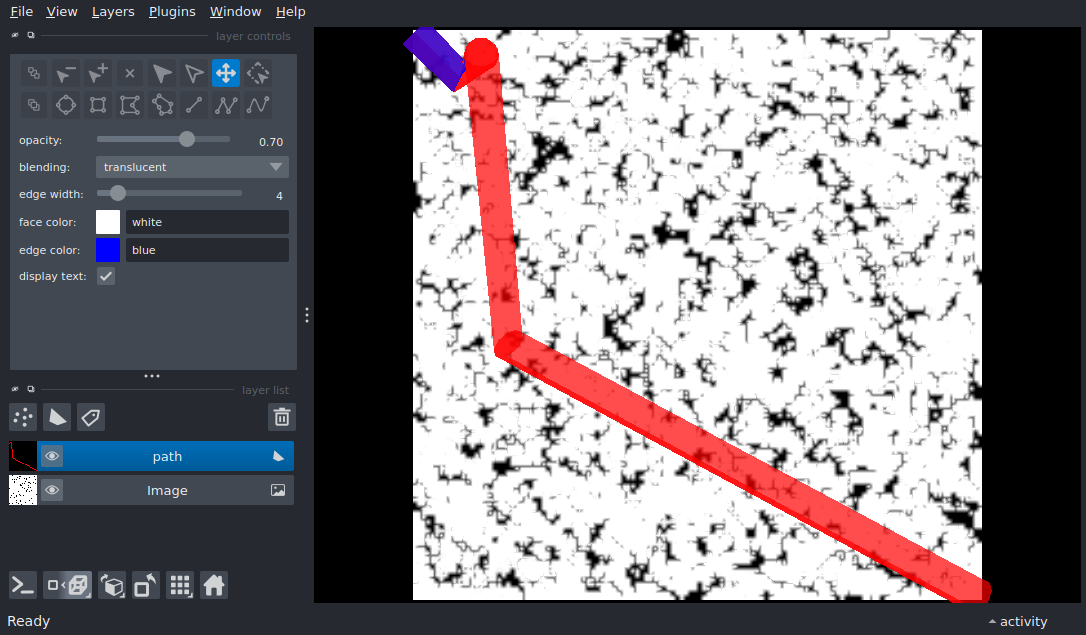 File View Layers Plugins Window Help
layer controls
opacity: 0.70
blending: translucent
edge width: 4
face color: white
edge color: blue
display text:
layer list
path
Image
Ready
activity